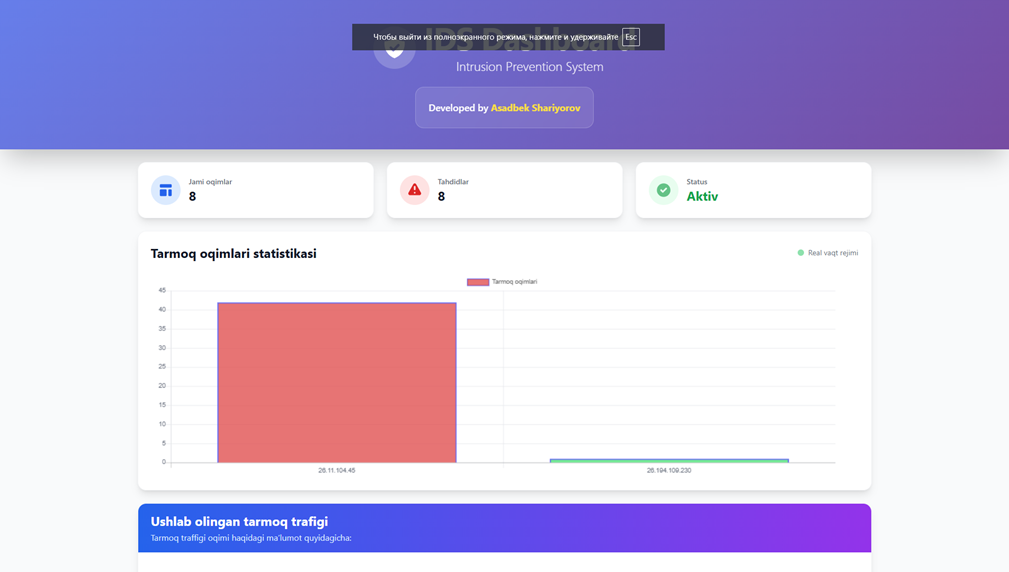 Чтобы выйти из полноэкранного режима, нажмите и удерживайте Esc
IDS Dashboard
Intrusion Prevention System
Developed by Asadbek Shariyorov
Jami oqimlar
8
Tahdidlar
8
Status
Aktiv
Tarmoq oqimlari statistikasi
Real vaqt rejimi
Tarmoq oqimlari
45
40
35
30
25
20
15
10
5
0
26.11.104.45
26.194.109.230
Ushlab olingan tarmoq trafigi
Tarmoq traffigi oqimi haqidagi ma'lumot quyidagicha: